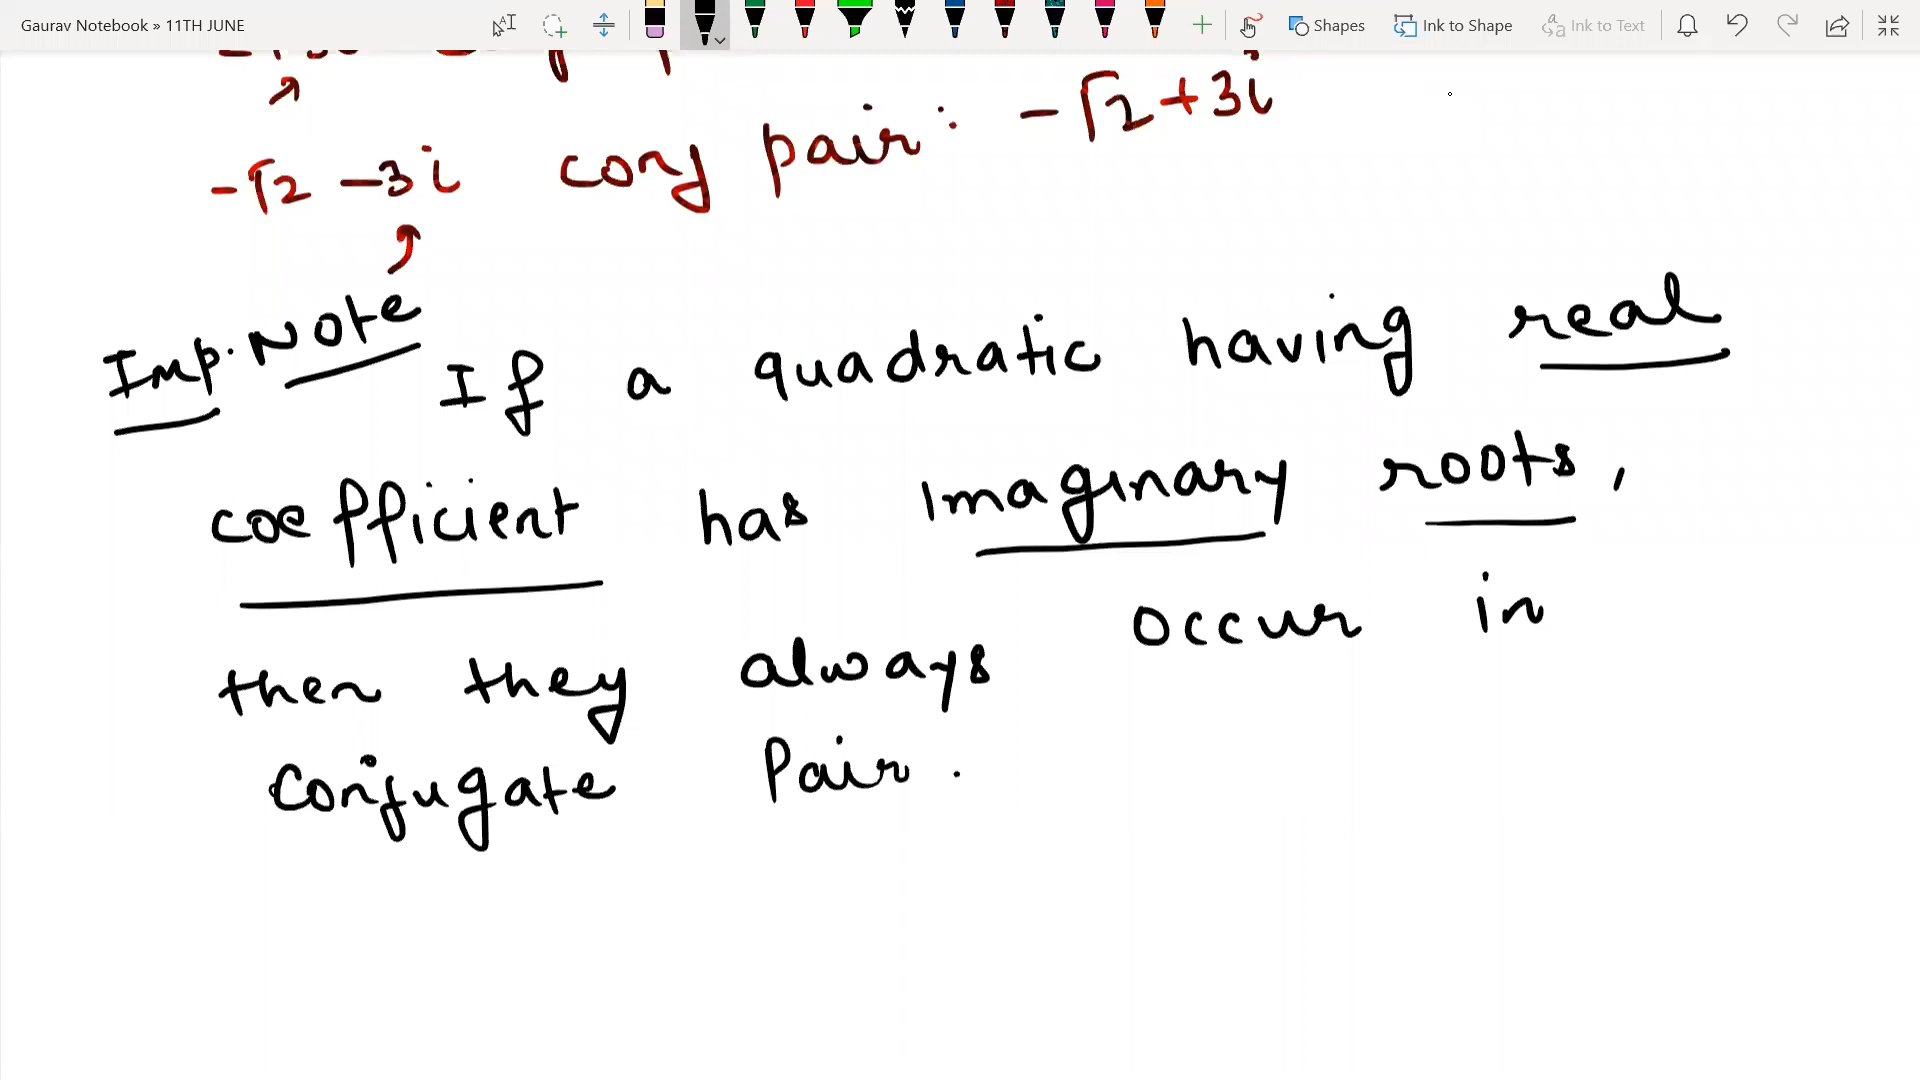 Gaurav Notebook » 11TH JUNE
Shapes
Ink to Shape
Ink to Text
-√2 -3i conj pair: -√2+3i
Imp. Note If a quadratic having real
coefficient has imaginary roots,
then they always occur in
Conjugate Pair.